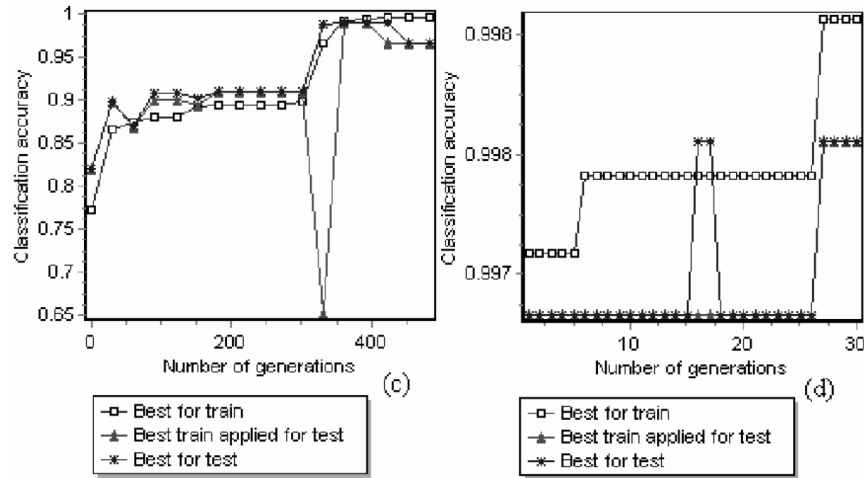 Classification accuracy
1
0.95
0.9
0.85
0.8
0.75
0.7
0.65
0
200
400
Number of generations
(c)
Best for train
Best train applied for test
Best for test
Classification accuracy
0.998
0.998
0.997
10
20
30
Number of generations
(d)
Best for train
Best train applied for test
Best for test